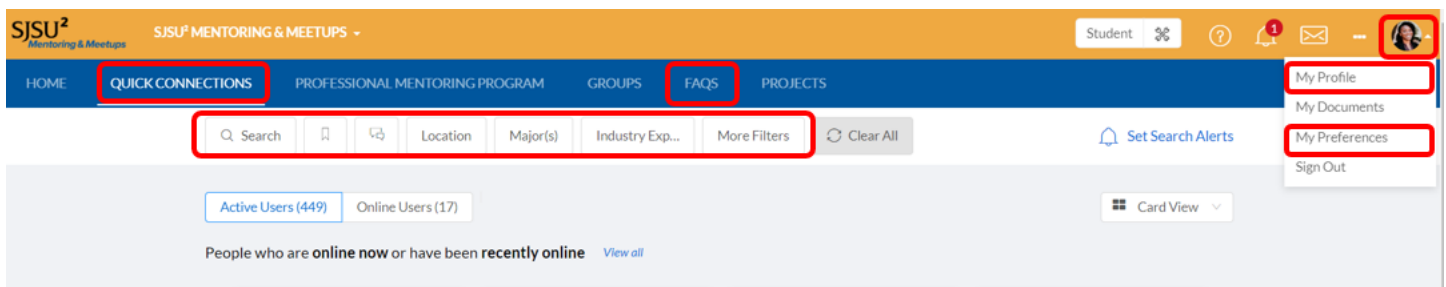 SJSU²
Mentoring & Meetups
SJSU² MENTORING & MEETUPS
Student
1
HOME QUICK CONNECTIONS PROFESSIONAL MENTORING PROGRAM GROUPS FAQS PROJECTS
My Profile
My Documents
My Preferences
Sign Out
Search Location Major(s) Industry Exp... More Filters Clear All
Set Search Alerts
Active Users (449) Online Users (17)
Card View
People who are online now or have been recently online View all